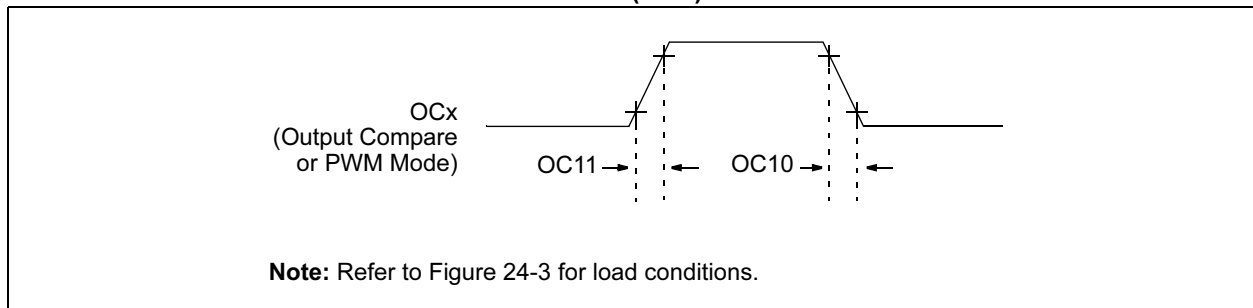 OCx
(Output Compare
or PWM Mode)
OC11
OC10
Note: Refer to Figure 24-3 for load conditions.